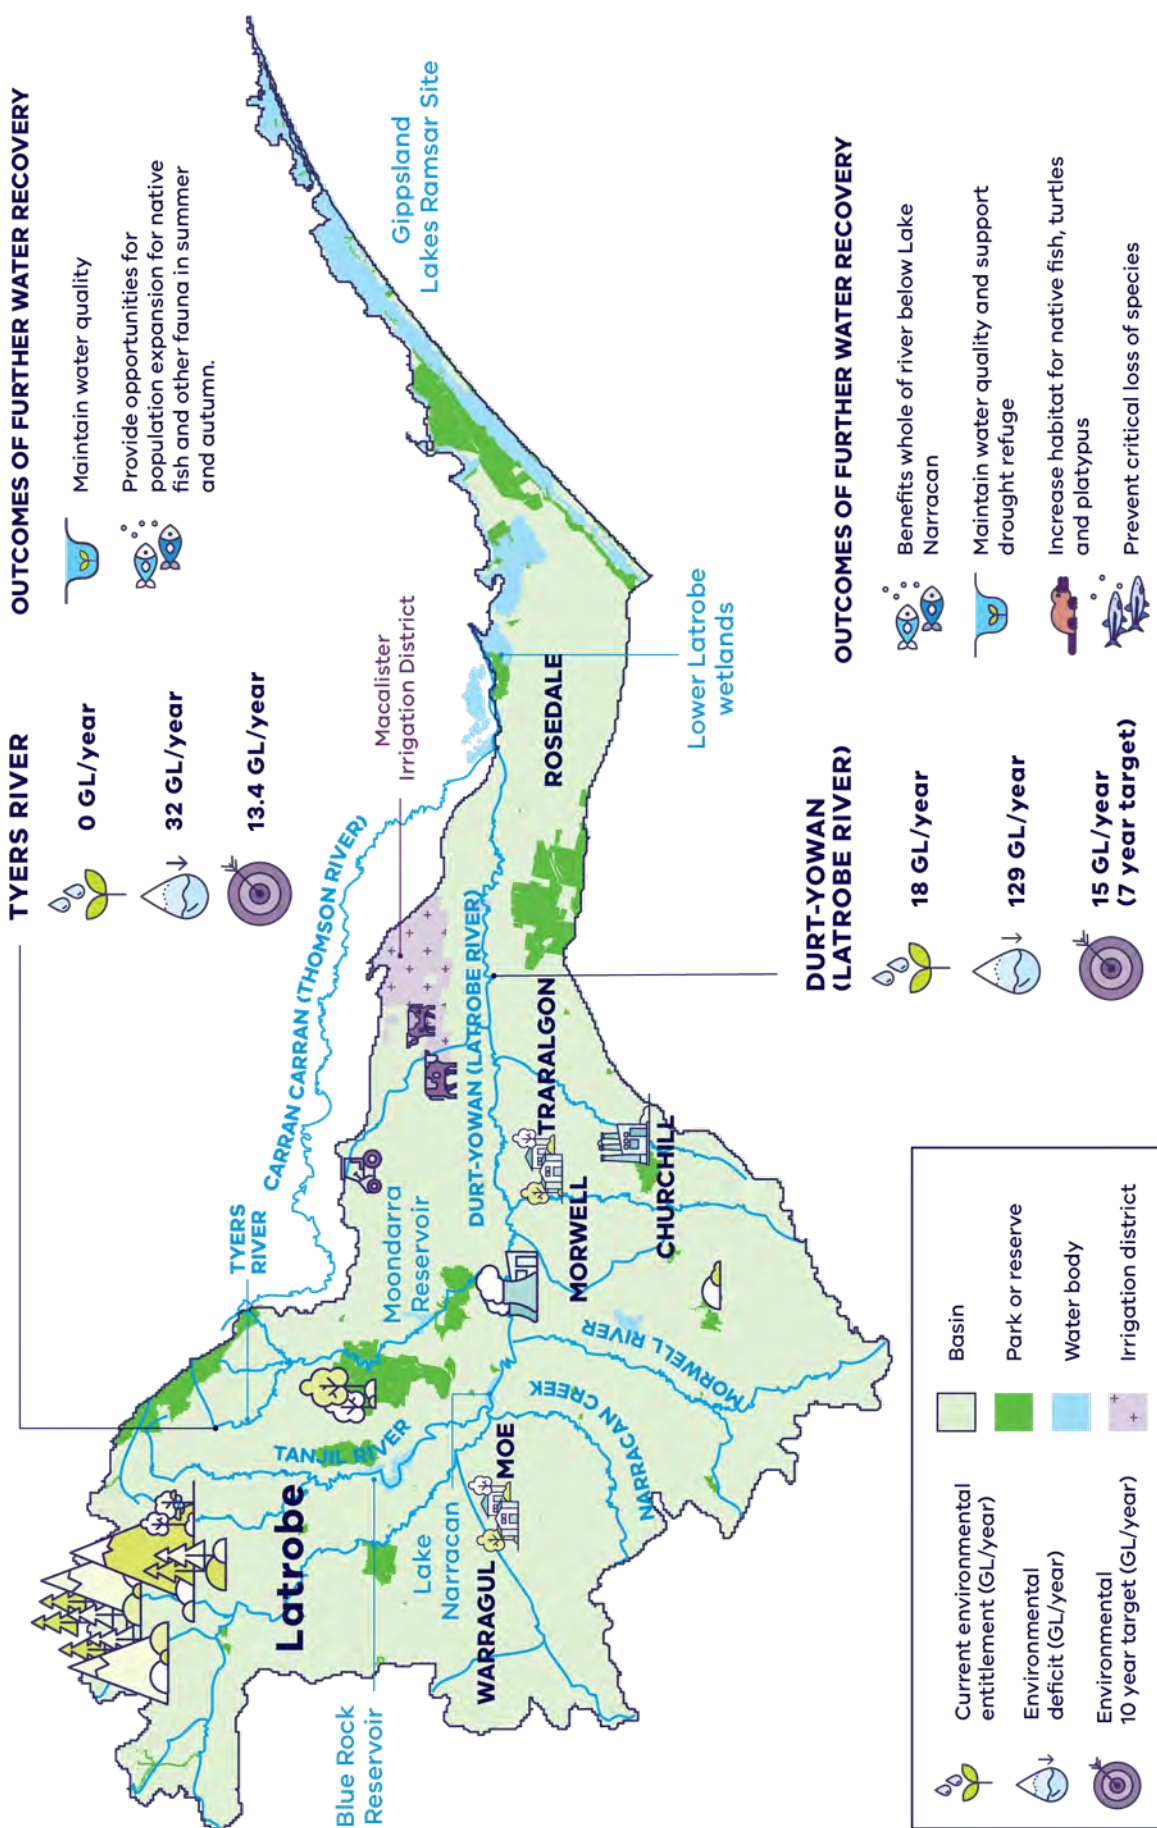 TYERS RIVER
0 GL/year
32 GL/year
13.4 GL/year
OUTCOMES OF FURTHER WATER RECOVERY
Maintain water quality
Provide opportunities for
population expansion for native
fish and other fauna in summer
and autumn.
Latrobe
TYERS
RIVER
CARRAN CARRAN (THOMSON RIVER)
Macalister
Irrigation District
Gippsland
Lakes Ramsar Site
TANJIL RIVER
Moondarra
Reservoir
DURT-YOWAN (LATROBE RIVER)
Blue Rock
Reservoir
Lake
Narracan
WARRAGUL
MOE
NARRACAN CREEK
MORWELL RIVER
MORWELL
TRARALGON
CHURCHILL
ROSEDALE
Lower Latrobe
wetlands
DURT-YOWAN
(LATROBE RIVER)
18 GL/year
129 GL/year
15 GL/year
(7 year target)
OUTCOMES OF FURTHER WATER RECOVERY
Benefits whole of river below Lake
Narracan
Maintain water quality and support
drought refuge
Increase habitat for native fish, turtles
and platypus
Prevent critical loss of species
Current environmental
entitlement (GL/year)
Environmental
deficit (GL/year)
Environmental
10 year target (GL/year)
Basin
Park or reserve
Water body
Irrigation district